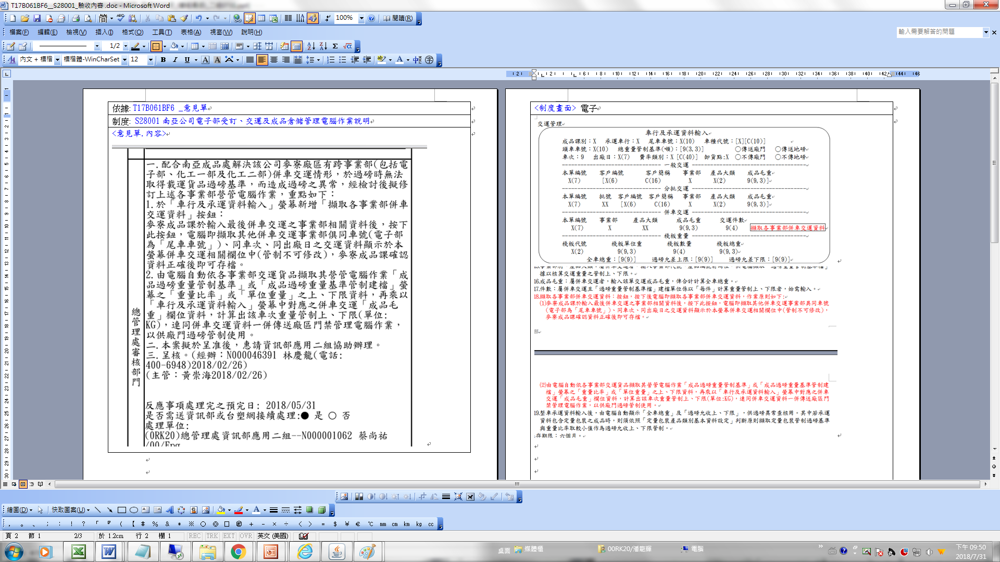 T17B061BF6__S28001_驗收內容 .doc - Microsoft Word
100%
閱讀(R)
檔案(F) 編輯(E) 檢視(V) 插入(I) 格式(O) 工具(T) 表格(A) 視窗(W) 說明(H)
輸入需要解答的問題
1/2
內文 + 標楷 標楷體-WinCharSet 12
依據: T17B061BF6 _意見單
制度: S28001 南亞公司電子部受訂、交運及成品倉儲管理電腦作業說明
<意見單.內容>
總管理處審核部門
一.配合南亞成品處解決該公司麥寮廠區有跨事業部(包括電
子部、化工一部及化工二部)併車交運情形，於過磅時無法
取得載運貨品過磅基準，而造成過磅之異常，經檢討後擬修
訂上述各事業部營管電腦作業，重點如下：
1.於「車行及承運資料輸入」螢幕新增「擷取各事業部併車
交運資料」按鈕：
麥寮成品課於輸入最後併車交運之事業部相關資料後，按下
此按鈕，電腦即擷取其他併車交運事業部俱同車號(電子部
為「尾車車號」)、同車次、同出廠日之交運資料顯示於本
螢幕併車交運相關欄位中(管制不可修改)，麥寮成品課確認
資料正確後即可存檔。
2.由電腦自動依各事業部交運貨品擷取其營管電腦作業「成
品過磅重量管制基準」或「成品過磅重量基準管制建檔」螢
幕之「重量比率」或「單位重量」之上、下限資料，再乘以
「車行及承運資料輸入」螢幕中對應之併車交運「成品毛
重」欄位資料，計算出該車次重量管制上、下限(單位:
KG)，連同併車交運資料一併傳送廠區門禁管理電腦作業，
以供廠門過磅管制使用。
二.本案擬於呈准後，惠請資訊部應用二組協助辦理。
三.呈核。(經辦：N000046391 林慶龍(電話:
400-6948)2018/02/26)
(主管：黃崇海2018/02/26)
反應事項處理完之預完日: 2018/05/31
是否需送資訊部或台塑網接續處理:● 是 ○ 否
處理單位:
(0RK20)總管理處資訊部應用二組--N000001062 蔡尚祐
<制度畫面> 電子
交運管理
車行及承運資料輸入
成品課別：X 承運車行：X 尾車車號：X(10) 車種代號：[X][C(10)]
頭車車號：X(10) 總重量管制基準(噸)：[9(3,3)] ○傳送廠門 ○傳送地磅
車次：9 出廠日：X(7) 費率類別：X [C(40)] 卸貨點:X ○不傳廠門 ○不傳地磅
一般交運
本單編號 客戶編號 客戶簡稱 事業部 產品大類 成品毛重
X(7) [X(6) C(16) X X(2) 9(9,3)]
分批交運
本單編號 批號 客戶編號 客戶簡稱 事業部 產品大類 成品毛重
X(7) XX [X(6) C(16) X X(2) 9(9,3)]
併車交運
本單編號 事業部 產品大類 成品毛重 交運件數
X(7) X XX 9(9,3) 9(4) 擷取各事業部併車交運資料
棧板重量
棧板代號 棧板單位重 棧板數量 棧板總重
X(2) 9(9,3) 9(4) 9(9,3)
全車總重：[9(9)] 過磅允差上限：[9(9)] 過磅允差下限：[9(9)]
據以核算交運重量之管制上、下限。
16.成品毛重：屬併車交運者，輸入該單交運成品毛重，俾合計計算全車總重。
17.件數：屬併車交運且「過磅重量管制基準檔」建檔單位係以「每件」計算重量管制上、下限者，始需輸入。
18.擷取各事業部併車交運資料：按鈕，按下後電腦即擷取各事業部併車交運資料，作業原則如下:
(1)麥寮成品課於輸入最後併車交運之事業部相關資料後，按下此按鈕，電腦即擷取其他併車交運事業部具同車號
(電子部為「尾車車號」)、同車次、同出廠日之交運資料顯示於本螢幕併車交運相關欄位中(管制不可修改)，
麥寮成品課確認資料正確後即可存檔。
部
(2)由電腦自動依各事業部交運貨品擷取其營管電腦作業「成品過磅重量管制基準」或「成品過磅重量基準管制建
檔」螢幕之「重量比率」或「單位重量」之上、下限資料，再乘以「車行及承運資料輸入」螢幕中對應之併車
交運「成品毛重」欄位資料，計算出該車次重量管制上、下限(單位:KG)，連同併車交運資料一併傳送廠區門
禁管理電腦作業，以供廠門過磅管制使用。
19.整車承運資料輸入後，由電腦自動顯示「全車總重」及「過磅允收上、下限」，供過磅異常查核用。其中若承運
資料包含定量包裝之成品時，則須依照「定量包裝產品類別基本資料設定」判斷原則擷取定量包裝管制過磅基準
與重量比率取較小值作為過磅允收上、下限管制。
存期限：六個月。
繪圖(D) 快取圖案(U)
， 。 、 ； ： ！ ？ 「 『 （ 【 # % & * ※ ○ ◎ □ + － × ÷ 〈 〉 = $ ¥ € ℃ mm cm km kg cc
頁 2 節 1 2/3 於 1.2cm 行 2 欄 1 REC TRK EXT OVR 英文 (美國)
桌面 媒體櫃 00RK20/潘龍輝 電腦
下午 09:50
2018/7/31